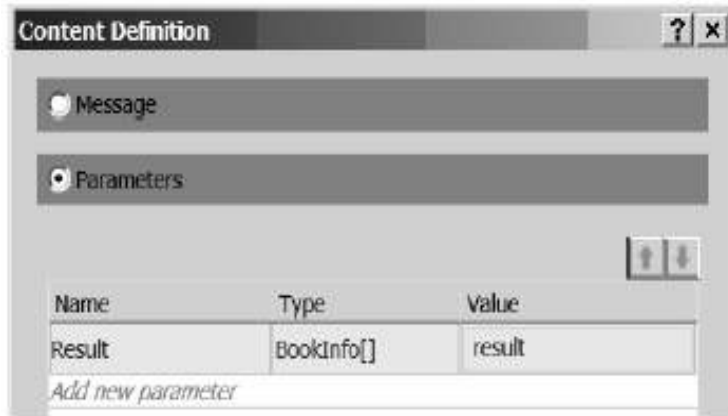 Content Definition
Message
Parameters
Name Type Value
Result BookInfo[] result
Add new parameter